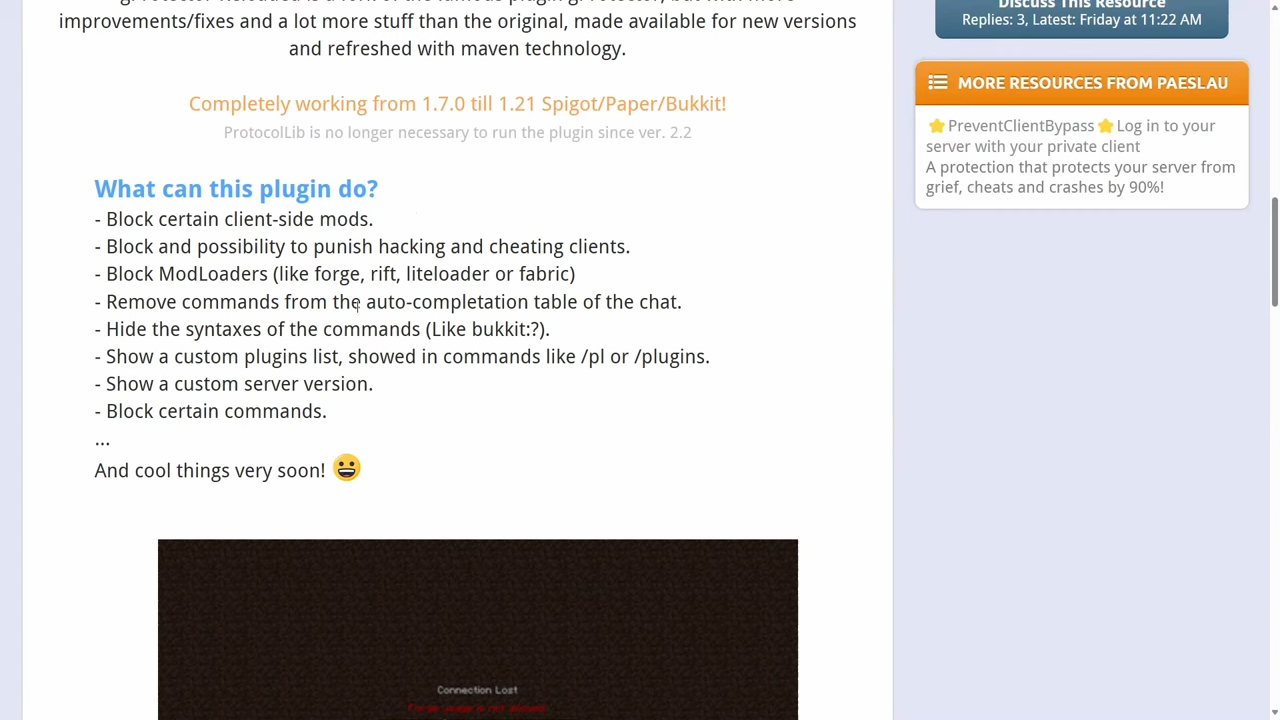 improvements/fixes and a lot more stuff than the original, made available for new versions
and refreshed with maven technology.
Completely working from 1.7.0 till 1.21 Spigot/Paper/Bukkit!
ProtocolLib is no longer necessary to run the plugin since ver. 2.2
What can this plugin do?
- Block certain client-side mods.
- Block and possibility to punish hacking and cheating clients.
- Block ModLoaders (like forge, rift, liteloader or fabric)
- Remove commands from the auto-completation table of the chat.
- Hide the syntaxes of the commands (Like bukkit:?).
- Show a custom plugins list, showed in commands like /pl or /plugins.
- Show a custom server version.
- Block certain commands.
...
And cool things very soon! 😀
Connection Lost
Discuss This Resource
Replies: 3, Latest: Friday at 11:22 AM
MORE RESOURCES FROM PAESLAU
⭐PreventClientBypass⭐Log in to your
server with your private client
A protection that protects your server from
grief, cheats and crashes by 90%!